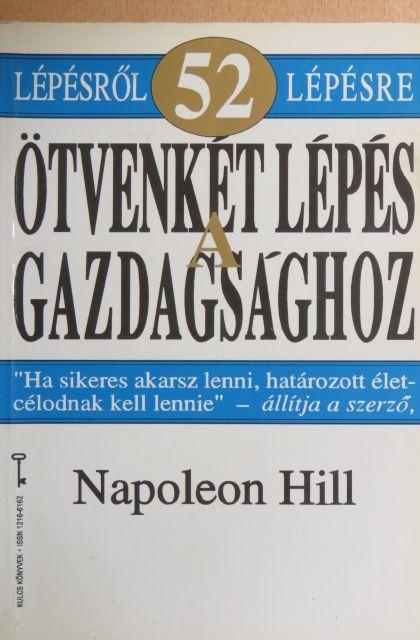 LÉPÉSRŐL 52 LÉPÉSRE
ÖTVENKÉT LÉPÉS
A
GAZDAGSÁGHOZ
"Ha sikeres akarsz lenni, határozott élet-
célodnak kell lennie" – állítja a szerző,
Napoleon Hill
KULCS KÖNYVEK • ISSN 1216-6162